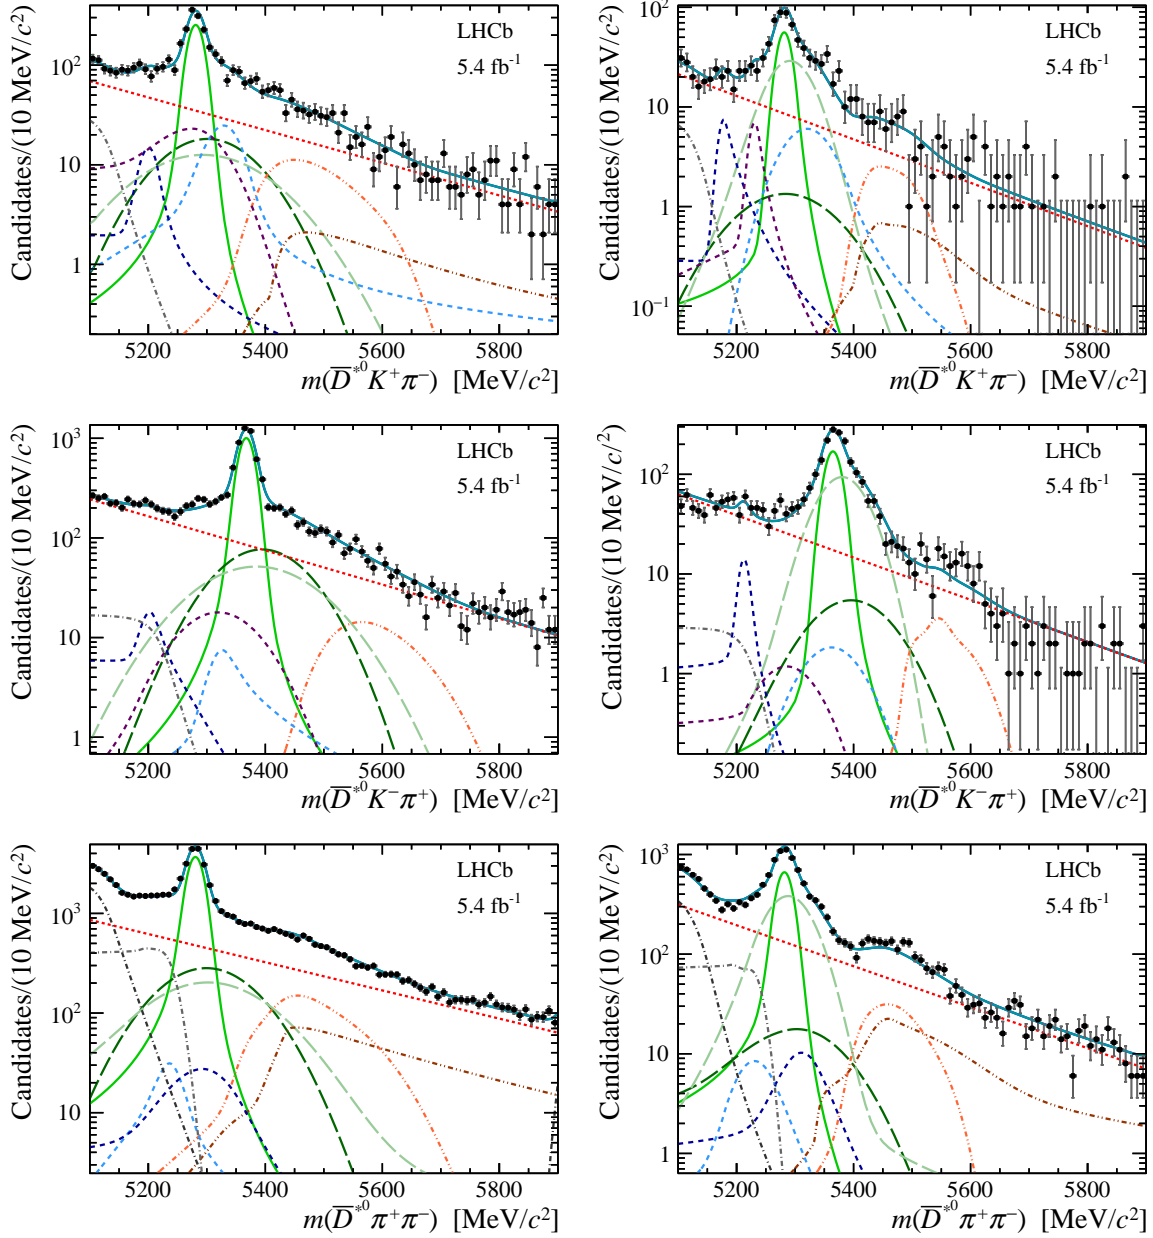 Candidates/(10 MeV/c²)
10²
10
1
LHCb
5.4 fb⁻¹
5200 5400 5600 5800
m(D̅*⁰K⁺π⁻) [MeV/c²]
Candidates/(10 MeV/c²)
10²
10
1
10⁻¹
LHCb
5.4 fb⁻¹
5200 5400 5600 5800
m(D̅*⁰K⁺π⁻) [MeV/c²]
Candidates/(10 MeV/c²)
10³
10²
10
1
LHCb
5.4 fb⁻¹
5200 5400 5600 5800
m(D̅*⁰K⁻π⁺) [MeV/c²]
Candidates/(10 MeV/c/²)
10²
10
1
LHCb
5.4 fb⁻¹
5200 5400 5600 5800
m(D̅*⁰K⁻π⁺) [MeV/c²]
Candidates/(10 MeV/c²)
10³
10²
10
LHCb
5.4 fb⁻¹
5200 5400 5600 5800
m(D̅*⁰π⁺π⁻) [MeV/c²]
Candidates/(10 MeV/c²)
10³
10²
10
1
LHCb
5.4 fb⁻¹
5200 5400 5600 5800
m(D̅*⁰π⁺π⁻) [MeV/c²]